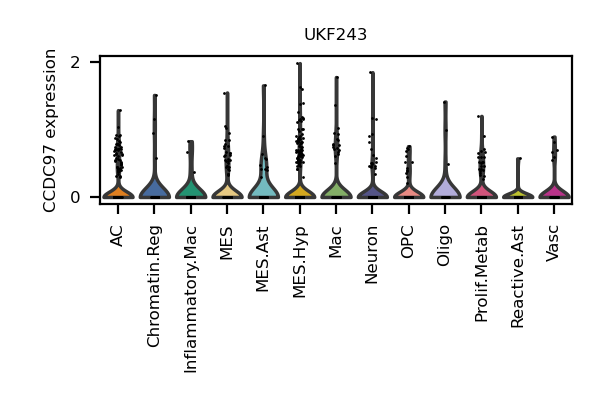 UKF243
CCDC97 expression
2
0
AC
Chromatin.Reg
Inflammatory.Mac
MES
MES.Ast
MES.Hyp
Mac
Neuron
OPC
Oligo
Prolif.Metab
Reactive.Ast
Vasc